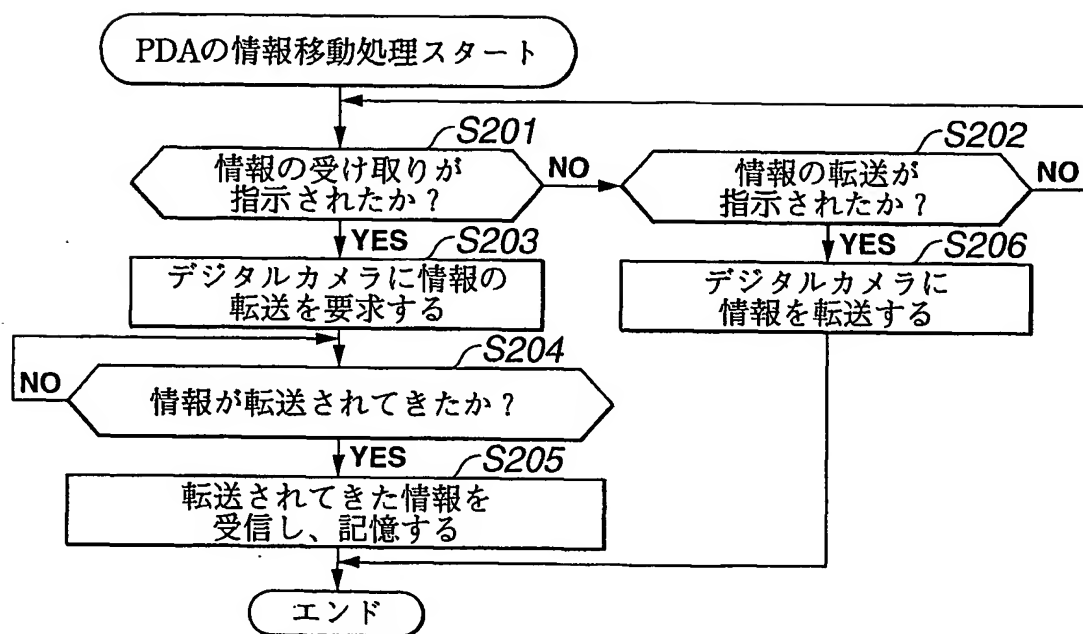 PDAの情報移動処理スタート
S201
情報の受け取りが
指示されたか?
NO
S202
情報の転送が
指示されたか?
NO
YES
S203
デジタルカメラに情報の
転送を要求する
YES
S206
デジタルカメラに
情報を転送する
S204
情報が転送されてきたか?
NO
YES
S205
転送されてきた情報を
受信し、記憶する
エンド